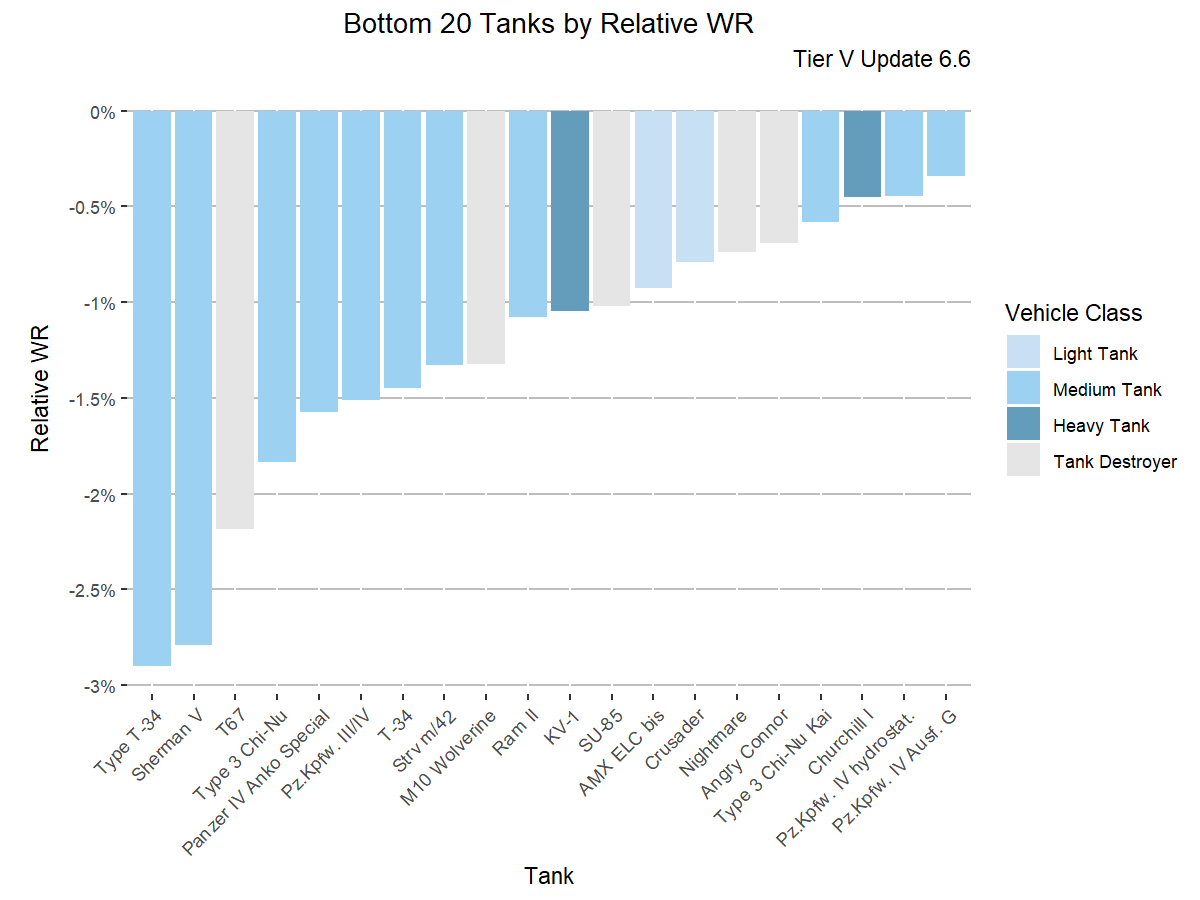 Bottom 20 Tanks by Relative WR
Tier V Update 6.6
0%
-0.5%
-1%
-1.5%
-2%
-2.5%
-3%
Relative WR
Type T-34
Sherman V
T67
Type 3 Chi-Nu
Panzer IV Anko Special
Pz.Kpfw. III/IV
T-34
Strv m/42
M10 Wolverine
Ram II
KV-1
SU-85
AMX ELC bis
Crusader
Nightmare
Angry Connor
Type 3 Chi-Nu Kai
Churchill I
Pz.Kpfw. IV hydrostat.
Pz.Kpfw. IV Ausf. G
Tank
Vehicle Class
Light Tank
Medium Tank
Heavy Tank
Tank Destroyer